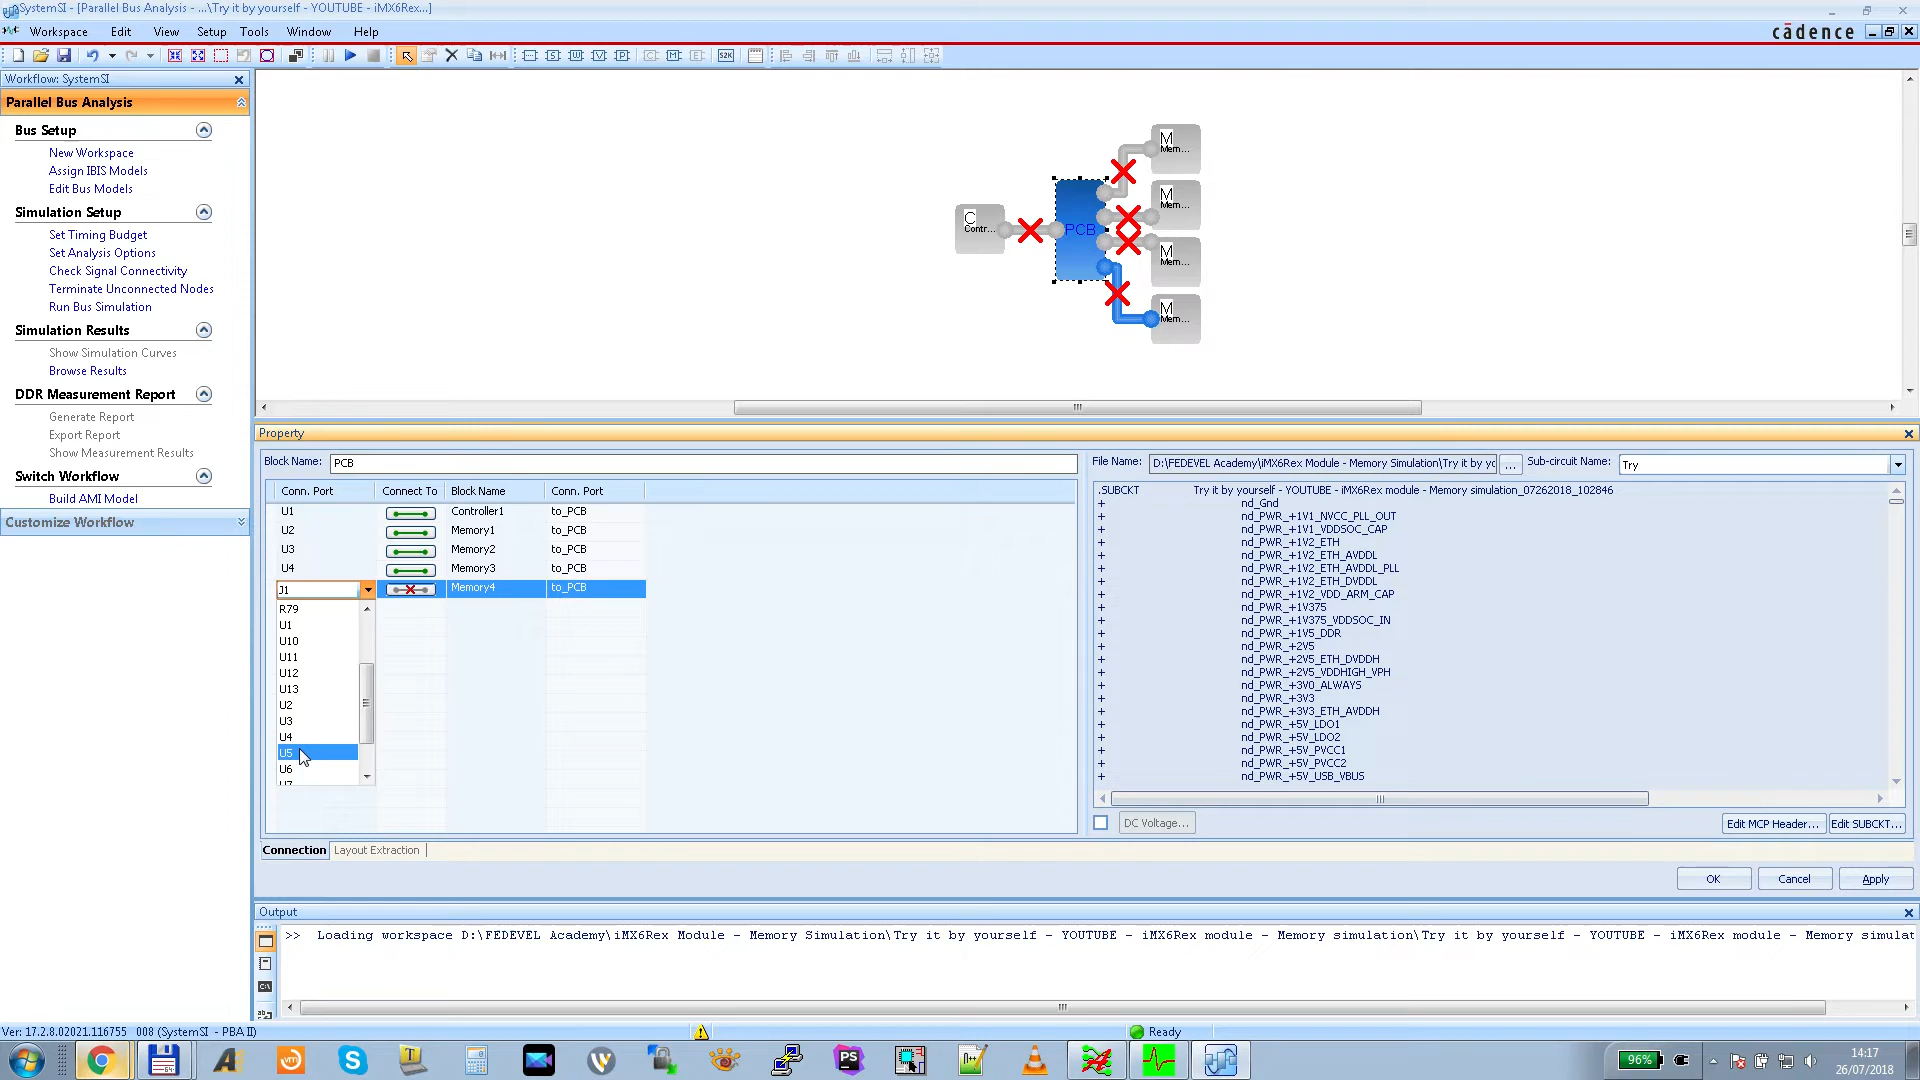 SystemSI - [Parallel Bus Analysis - ...\Try it by yourself - YOUTUBE - iMX6Rex...]
Workspace Edit View Setup Tools Window Help
cādence
Workflow: SystemSI
Parallel Bus Analysis
Bus Setup
New Workspace
Assign IBIS Models
Edit Bus Models
Simulation Setup
Set Timing Budget
Set Analysis Options
Check Signal Connectivity
Terminate Unconnected Nodes
Run Bus Simulation
Simulation Results
Show Simulation Curves
Browse Results
DDR Measurement Report
Generate Report
Export Report
Show Measurement Results
Switch Workflow
Build AMI Model
Customize Workflow
C
Contr...
PCB
M
Mem...
M
Mem...
M
Mem...
M
Mem...
Property
Block Name: PCB
Conn. Port Connect To Block Name Conn. Port
U1 Controller1 to_PCB
U2 Memory1 to_PCB
U3 Memory2 to_PCB
U4 Memory3 to_PCB
J1 Memory4 to_PCB
R79
U1
U10
U11
U12
U13
U2
U3
U4
U5
U6
U7
File Name: D:\FEDEVEL Academy\iMX6Rex Module - Memory Simulation\Try it by yo ... Sub-circuit Name: Try
.SUBCKT Try it by yourself - YOUTUBE - iMX6Rex module - Memory simulation_07262018_102846
+ nd_Gnd
+ nd_PWR_+1V1_NVCC_PLL_OUT
+ nd_PWR_+1V1_VDDSOC_CAP
+ nd_PWR_+1V2_ETH
+ nd_PWR_+1V2_ETH_AVDDL
+ nd_PWR_+1V2_ETH_AVDDL_PLL
+ nd_PWR_+1V2_ETH_DVDDL
+ nd_PWR_+1V2_VDD_ARM_CAP
+ nd_PWR_+1V375
+ nd_PWR_+1V375_VDDSOC_IN
+ nd_PWR_+1V5_DDR
+ nd_PWR_+2V5
+ nd_PWR_+2V5_ETH_DVDDH
+ nd_PWR_+2V5_VDDHIGH_VPH
+ nd_PWR_+3V0_ALWAYS
+ nd_PWR_+3V3
+ nd_PWR_+3V3_ETH_AVDDH
+ nd_PWR_+5V_LDO1
+ nd_PWR_+5V_LDO2
+ nd_PWR_+5V_PVCC1
+ nd_PWR_+5V_PVCC2
+ nd_PWR_+5V_USB_VBUS
DC Voltage... Edit MCP Header... Edit SUBCKT...
Connection Layout Extraction
OK Cancel Apply
Output
>> Loading workspace D:\FEDEVEL Academy\iMX6Rex Module - Memory Simulation\Try it by yourself - YOUTUBE - iMX6Rex module - Memory simulation\Try it by yourself - YOUTUBE - iMX6Rex module - Memory simulat
Ver: 17.2.8.02021.116755 008 (SystemSI - PBA II) Ready
96% 14:17
26/07/2018